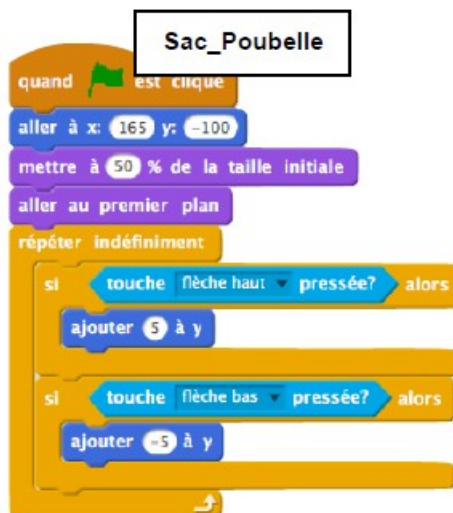 Sac_Poubelle
quand est cliqué
aller à x: 165 y: -100
mettre à 50 % de la taille initiale
aller au premier plan
répéter indéfiniment
si touche flèche haut pressée? alors
ajouter 5 à y
si touche flèche bas pressée? alors
ajouter -5 à y